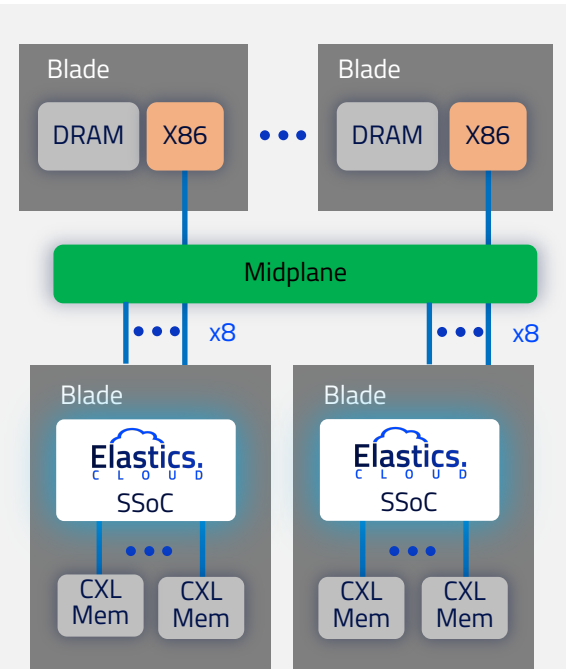 Blade
Blade
DRAM
X86
DRAM
X86
Midplane
x8
x8
Blade
Blade
Elastics.
CLOUD
SSoC
Elastics.
CLOUD
SSoC
CXL
Mem
CXL
Mem
CXL
Mem
CXL
Mem